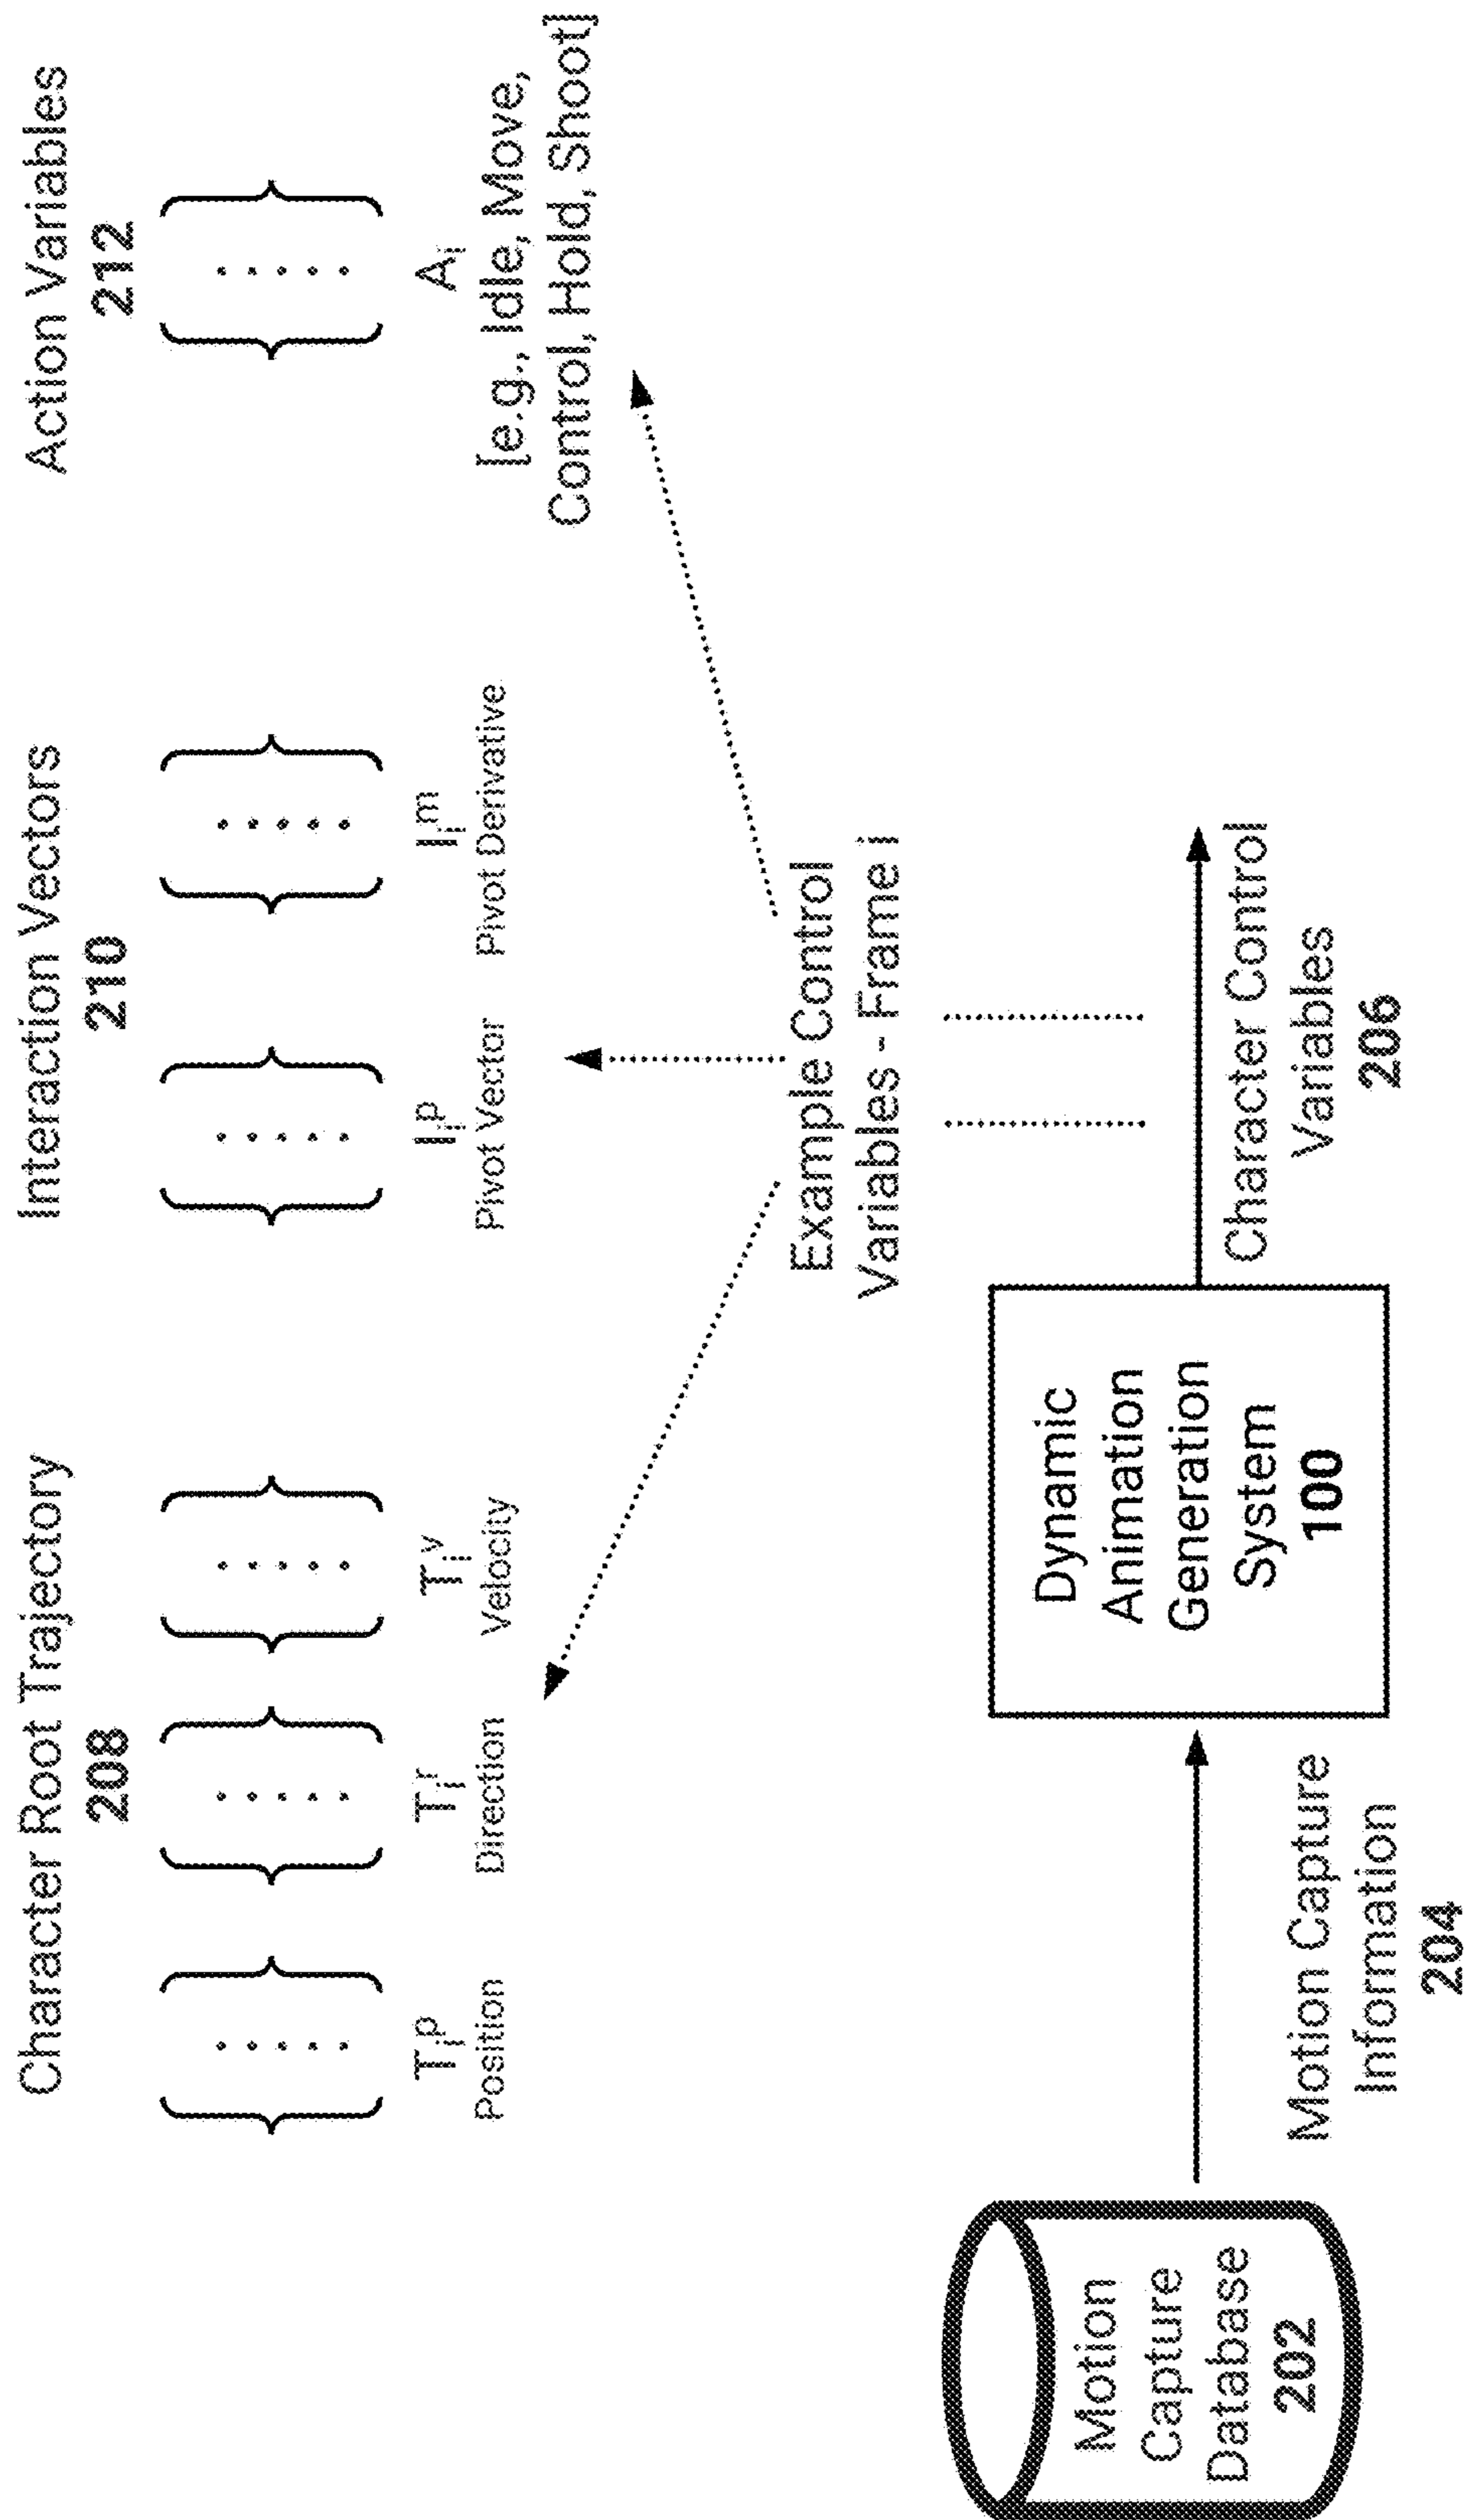 Character Root Trajectory
208
Interaction Vectors
210
Action Variables
212
T_i^p
Position
T_i^r
Direction
T_i^v
Velocity
I_i^p
Pivot Vector
I_i^m
Pivot Derivative
A_i
[e.g., Idle, Move,
Control, Hold, Shoot]
Example Control
Variables - Frame i
Motion
Capture
Database
202
Motion Capture
Information
204
Dynamic
Animation
Generation
System
100
Character Control
Variables
206